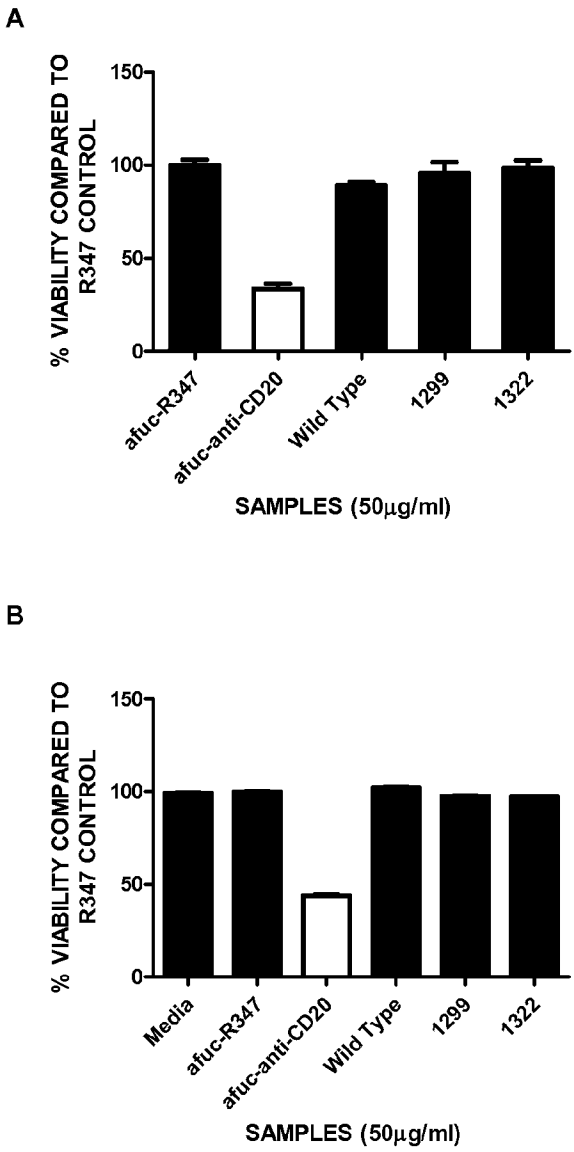 A
% VIABILITY COMPARED TO
R347 CONTROL
150
100
50
0
afuc-R347
afuc-anti-CD20
Wild Type
1299
1322
SAMPLES (50μg/ml)
B
% VIABILITY COMPARED TO
R347 CONTROL
150
100
50
0
Media
afuc-R347
afuc-anti-CD20
Wild Type
1299
1322
SAMPLES (50μg/ml)